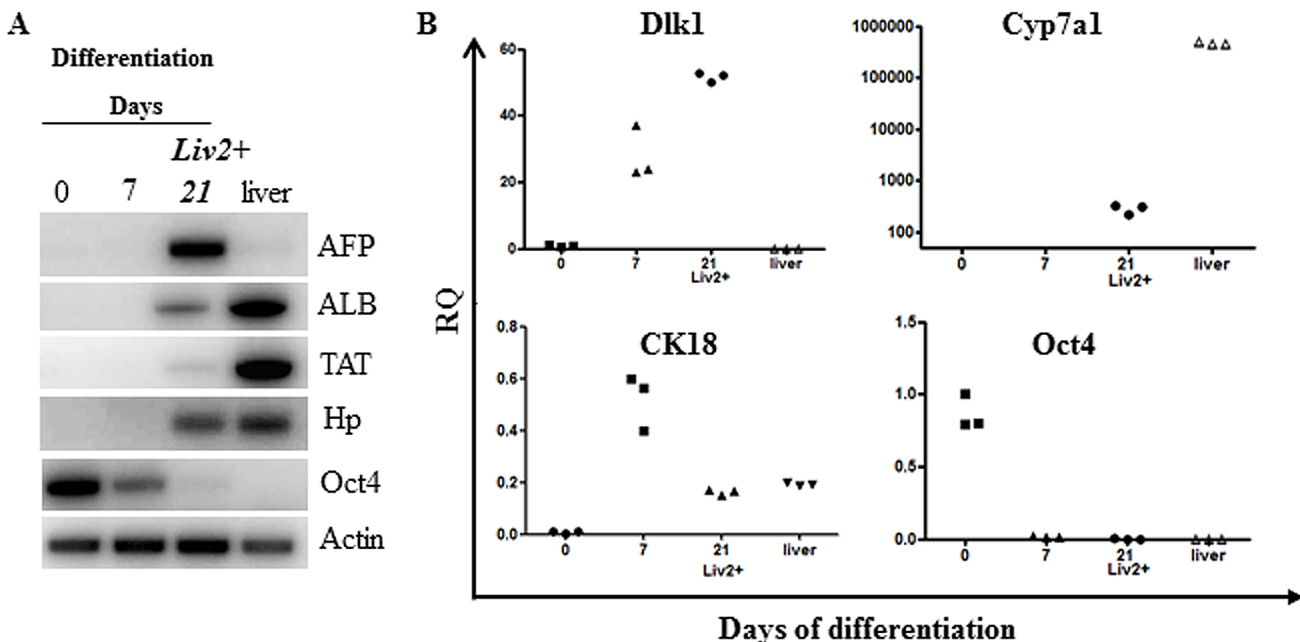 A
Differentiation
Days
Liv2+
0 7 21 liver
AFP
ALB
TAT
Hp
Oct4
Actin
B
RQ
Dlk1
60
40
20
0
0 7 21 liver
Liv2+
Cyp7a1
1000000
100000
10000
1000
100
0 7 21 liver
Liv2+
CK18
0.8
0.6
0.4
0.2
0.0
0 7 21 liver
Liv2+
Oct4
1.5
1.0
0.5
0.0
0 7 21 liver
Liv2+
Days of differentiation